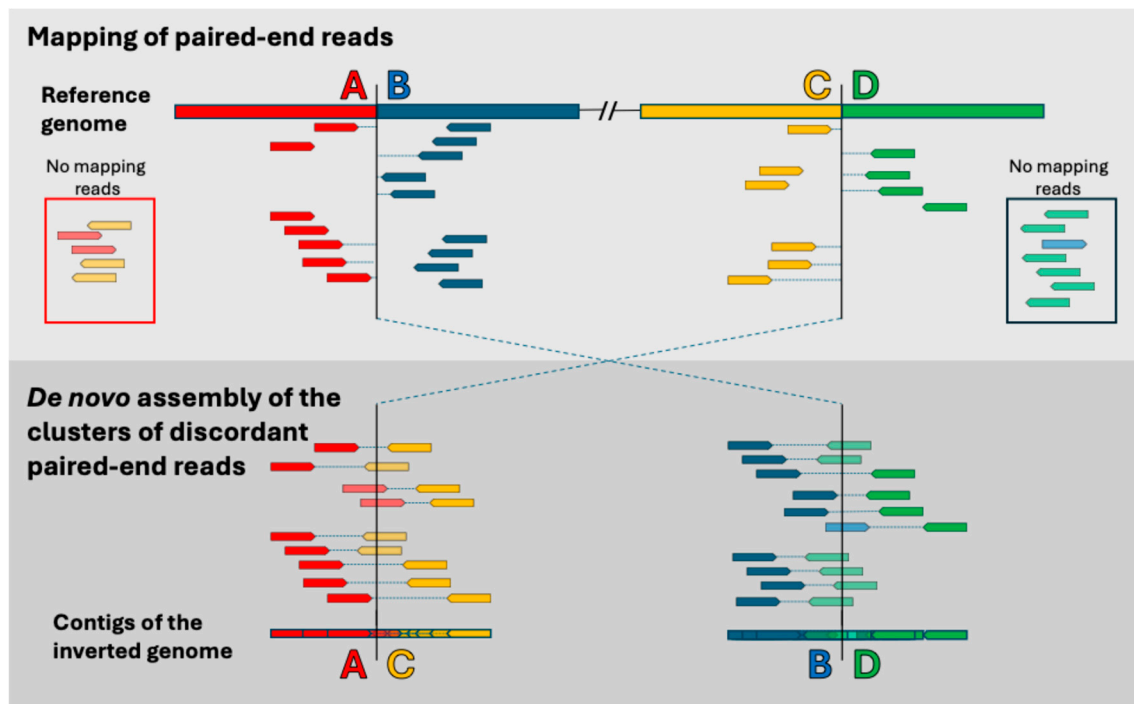 Mapping of paired-end reads
A B C D
Reference
genome
No mapping
reads
No mapping
reads
De novo assembly of the
clusters of discordant
paired-end reads
Contigs of the
inverted genome
A C B D